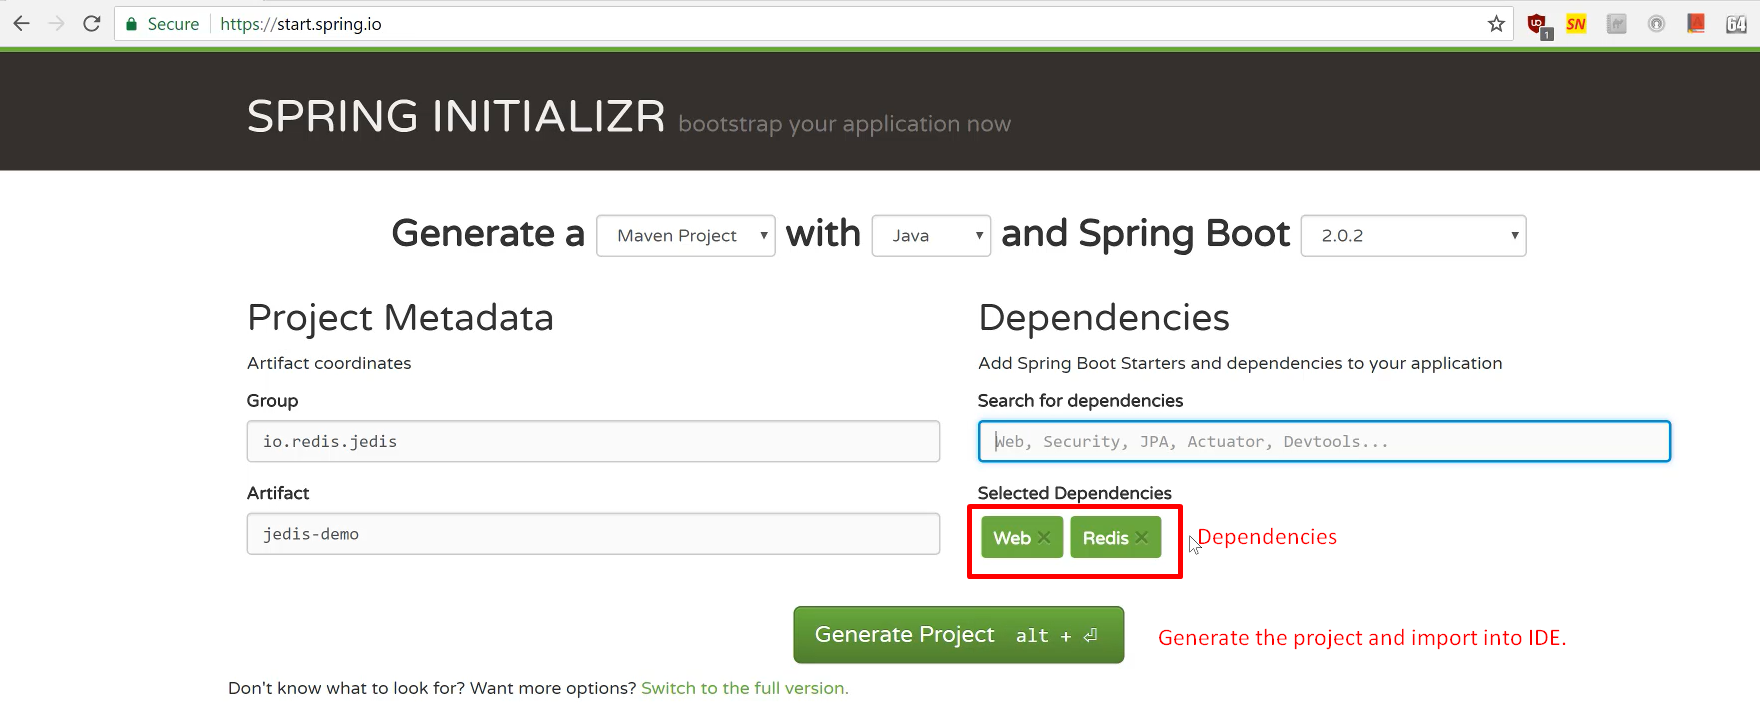 Secure https://start.spring.io
1
SN
64
SPRING INITIALIZR bootstrap your application now
Generate a Maven Project with Java and Spring Boot 2.0.2
Project Metadata
Artifact coordinates
Group
io.redis.jedis
Artifact
jedis-demo
Dependencies
Add Spring Boot Starters and dependencies to your application
Search for dependencies
Web, Security, JPA, Actuator, Devtools...
Selected Dependencies
Web × Redis ×
Dependencies
Generate Project alt + ⏎
Generate the project and import into IDE.
Don't know what to look for? Want more options? Switch to the full version.